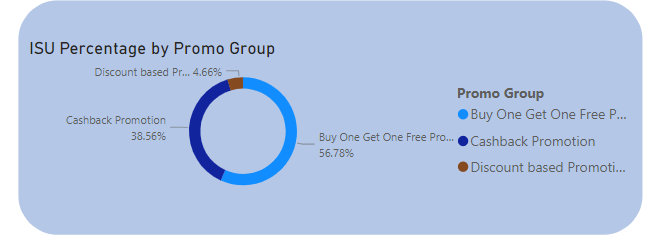 ISU Percentage by Promo Group
Discount based Pr... 4.66%
Cashback Promotion
38.56%
Buy One Get One Free Pro...
56.78%
Promo Group
Buy One Get One Free P...
Cashback Promotion
Discount based Promoti...